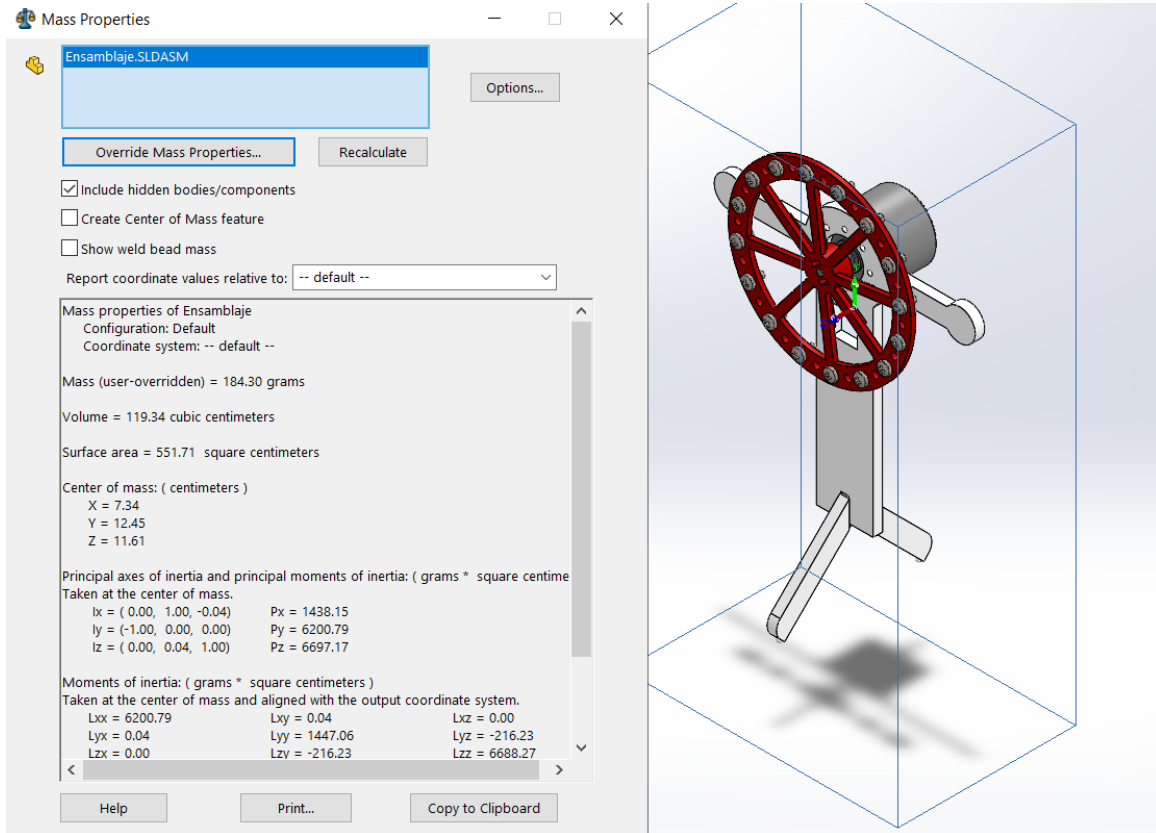 Mass Properties
Ensamblaje.SLDASM
Options...
Override Mass Properties...
Recalculate
Include hidden bodies/components
Create Center of Mass feature
Show weld bead mass
Report coordinate values relative to: -- default --
Mass properties of Ensamblaje
Configuration: Default
Coordinate system: -- default --
Mass (user-overridden) = 184.30 grams
Volume = 119.34 cubic centimeters
Surface area = 551.71 square centimeters
Center of mass: ( centimeters )
X = 7.34
Y = 12.45
Z = 11.61
Principal axes of inertia and principal moments of inertia: ( grams * square centime
Taken at the center of mass.
Ix = ( 0.00, 1.00, -0.04) Px = 1438.15
Iy = (-1.00, 0.00, 0.00) Py = 6200.79
Iz = ( 0.00, 0.04, 1.00) Pz = 6697.17
Moments of inertia: ( grams * square centimeters )
Taken at the center of mass and aligned with the output coordinate system.
Lxx = 6200.79 Lxy = 0.04 Lxz = 0.00
Lyx = 0.04 Lyy = 1447.06 Lyz = -216.23
Lzx = 0.00 Lzy = -216.23 Lzz = 6688.27
Help
Print...
Copy to Clipboard